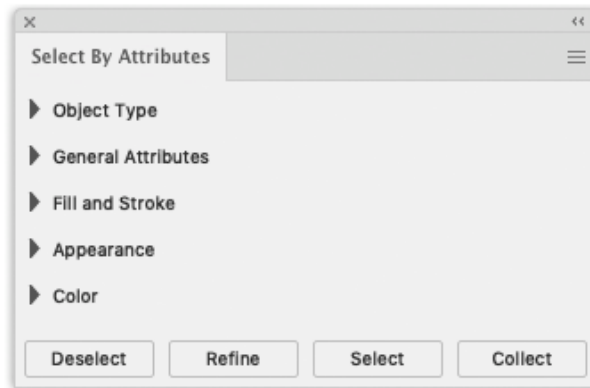 Select By Attributes
Object Type
General Attributes
Fill and Stroke
Appearance
Color
Deselect Refine Select Collect